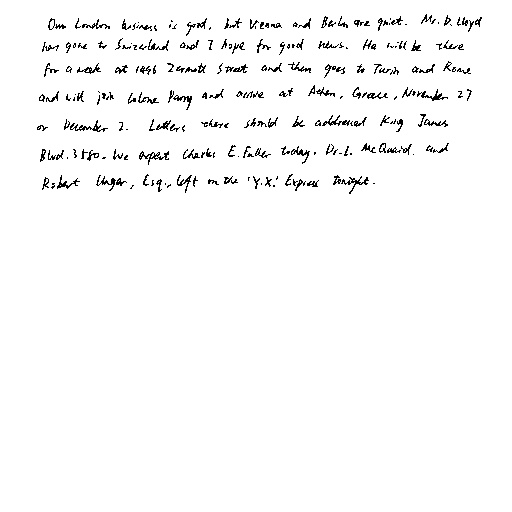 Our London business is good, but Vienna and Berlin are quiet. Mr. D. Lloyd
has gone to Switzerland and I hope for good news. He will be there
for a week at 1496 Zermott Street and then goes to Turin and Rome
and will join Colone Parry and arrive at Athen, Greece, November 27
or December 2. Letters there should be addressed King James
Blvd. 3580. We expect Charles E. Fuller today. Dr. L. McQuaid and
Robert Unger, Esq., left on the 'Y.X.' Express tonight.